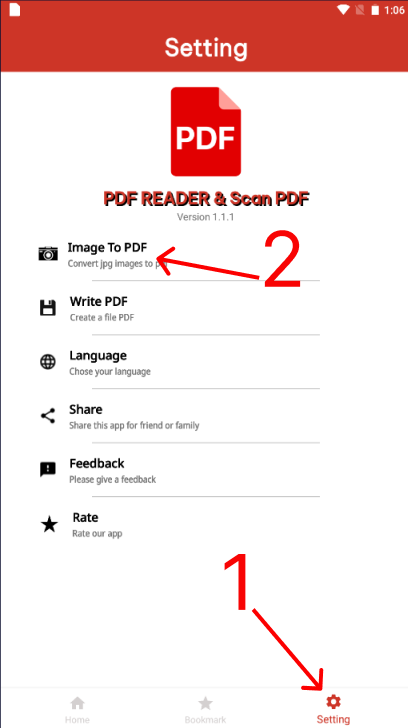 1:06
Setting
PDF
PDF READER & Scan PDF
Version 1.1.1
Image To PDF
2
Convert jpg images to pdf
Write PDF
Create a file PDF
Language
Chose your language
Share
Share this app for friend or family
Feedback
Please give a feedback
Rate
Rate our app
1
Home
Bookmark
Setting